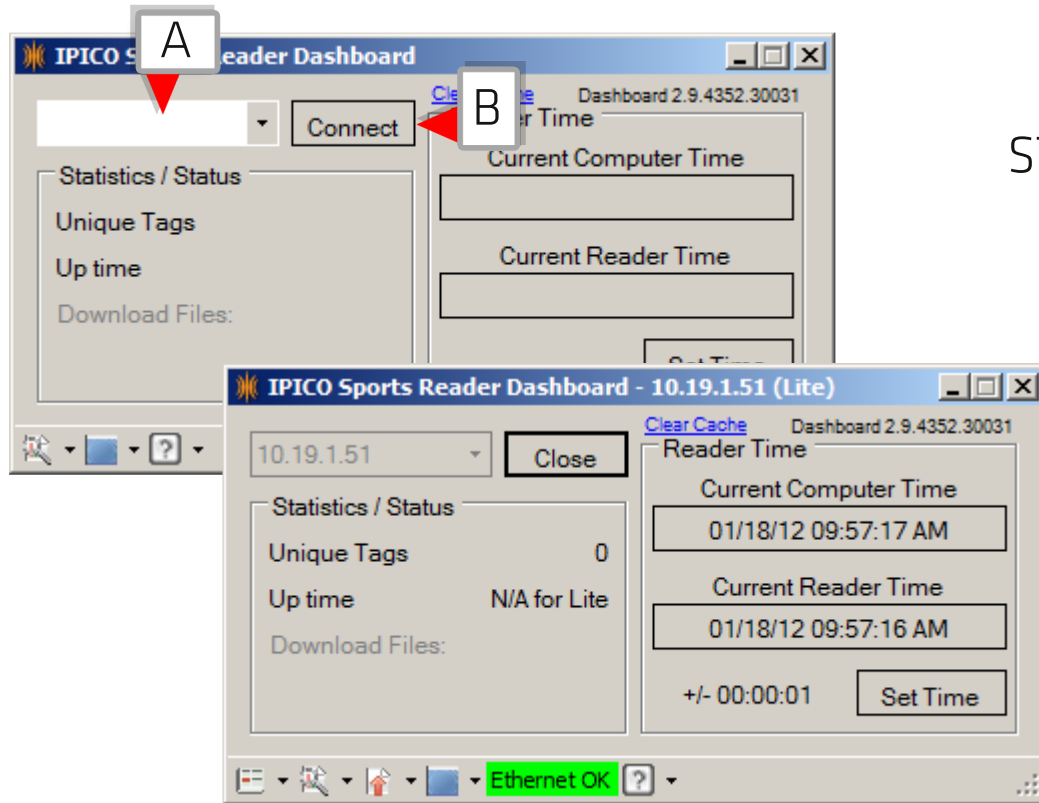 A
IPICO S eader Dashboard
B
Dashboard 2.9.4352.30031
Connect
r Time
Current Computer Time
Statistics / Status
Unique Tags
Current Reader Time
Up time
Download Files:
IPICO Sports Reader Dashboard - 10.19.1.51 (Lite)
Clear Cache Dashboard 2.9.4352.30031
10.19.1.51 Close
Reader Time
Current Computer Time
01/18/12 09:57:17 AM
Statistics / Status
Unique Tags 0
Current Reader Time
Up time N/A for Lite
01/18/12 09:57:16 AM
Download Files:
+/- 00:00:01 Set Time
Ethernet OK ?